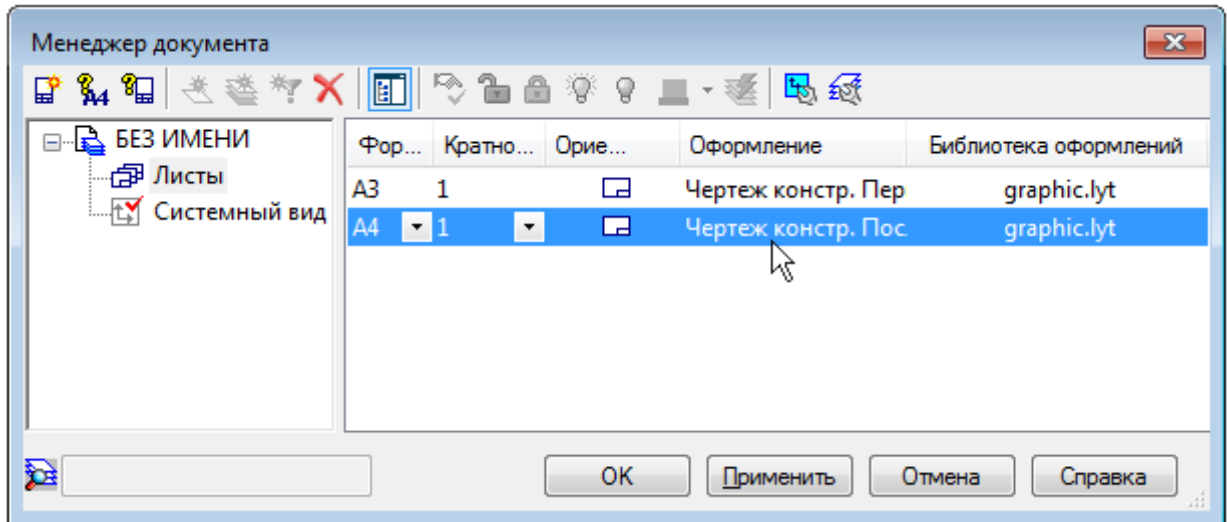 Менеджер документа
A4
БЕЗ ИМЕНИ
Листы
Системный вид
Фор... Кратно... Орие... Оформление Библиотека оформлений
А3 1 Чертеж констр. Пер graphic.lyt
А4 1 Чертеж констр. Пос graphic.lyt
ОК Применить Отмена Справка